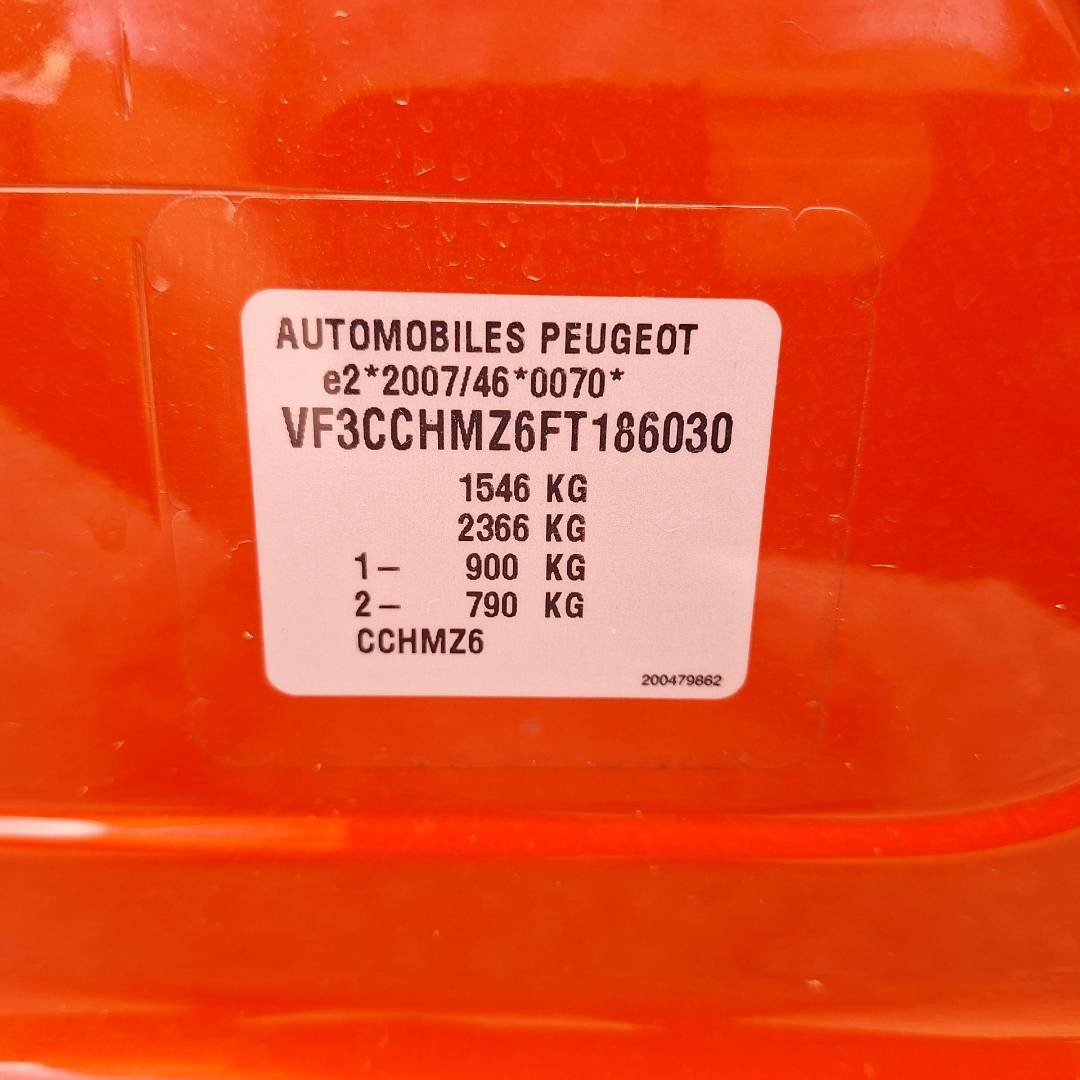 AUTOMOBILES PEUGEOT
e2*2007/46*0070*
VF3CCHMZ6FT186030
1546 KG
2366 KG
1- 900 KG
2- 790 KG
CCHMZ6
200479862